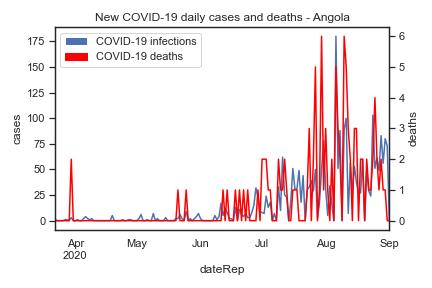 New COVID-19 daily cases and deaths - Angola
COVID-19 infections
COVID-19 deaths
175
150
125
100
75
50
25
0
cases
6
5
4
3
2
1
0
deaths
Apr May Jun Jul Aug Sep
2020
dateRep